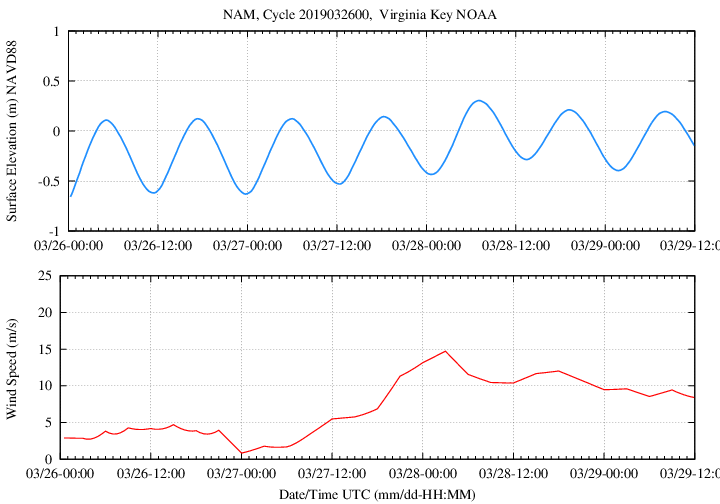 NAM, Cycle 2019032600,  Virginia Key NOAA
Surface Elevation (m) NAVD88
1
0.5
0
-0.5
-1
03/26-00:00 03/26-12:00 03/27-00:00 03/27-12:00 03/28-00:00 03/28-12:00 03/29-00:00 03/29-12:0
Wind Speed (m/s)
25
20
15
10
5
0
03/26-00:00 03/26-12:00 03/27-00:00 03/27-12:00 03/28-00:00 03/28-12:00 03/29-00:00 03/29-12:0
Date/Time UTC (mm/dd-HH:MM)